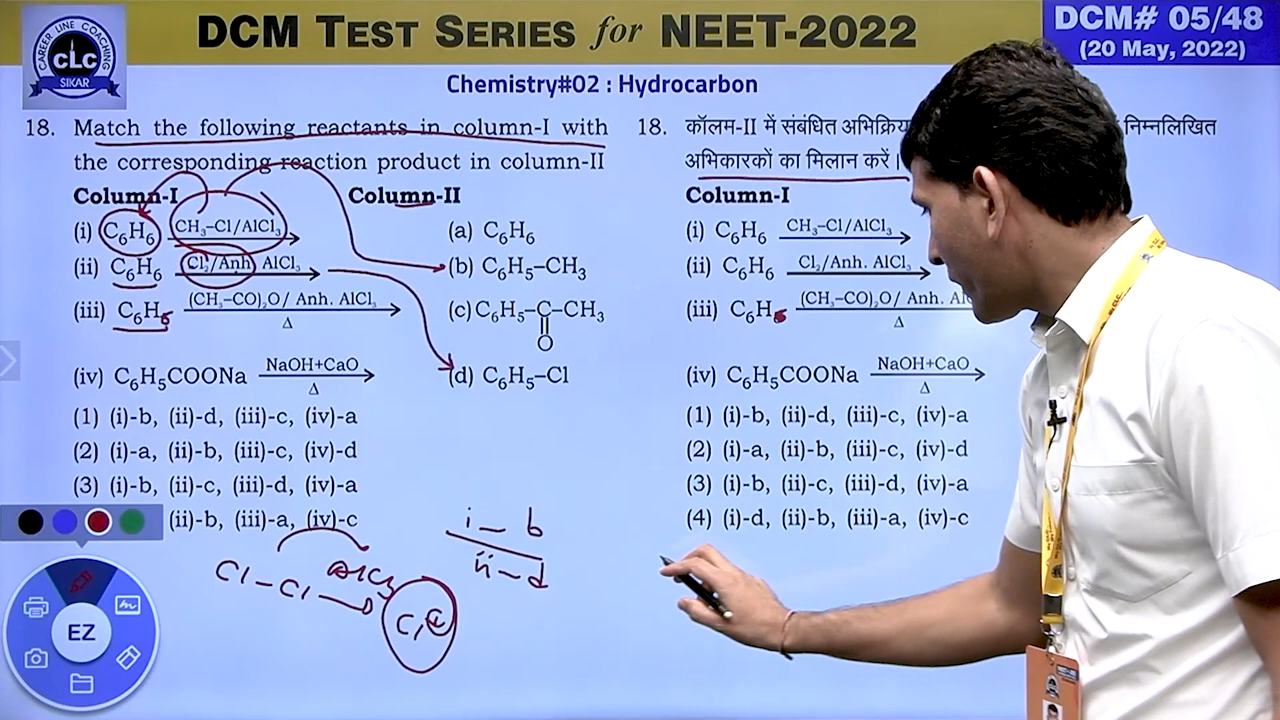 DCM TEST SERIES for NEET-2022
DCM# 05/48
(20 May, 2022)
CAREER LINE COACHING
CLC
SIKAR
Chemistry#02 : Hydrocarbon
18. Match the following reactants in column-I with
the corresponding reaction product in column-II
Column-I Column-II
(i) C₆H₆ CH₃–Cl/AlCl₃ (a) C₆H₆
(ii) C₆H₆ Cl₂/Anh. AlCl₃ (b) C₆H₅–CH₃
(iii) C₆H₆ (CH₃–CO)₂O/ Anh. AlCl₃ Δ (c) C₆H₅–C–CH₃
O
(iv) C₆H₅COONa NaOH+CaO Δ (d) C₆H₅–Cl
(1) (i)-b, (ii)-d, (iii)-c, (iv)-a
(2) (i)-a, (ii)-b, (iii)-c, (iv)-d
(3) (i)-b, (ii)-c, (iii)-d, (iv)-a
(ii)-b, (iii)-a, (iv)-c
i – b
ii – d
Cl – Cl AlCl₃
EZ
18. कॉलम-II में संबंधित निम्नलिखित
अभिकारकों का मिलान करें।
Column-I
(i) C₆H₆ CH₃–Cl/AlCl₃
(ii) C₆H₆ Cl₂/Anh. AlCl₃
(iii) C₆H (CH₃–CO)₂O/ Anh. Δ
(iv) C₆H₅COONa NaOH+CaO Δ
(1) (i)-b, (ii)-d, (iii)-c, (iv)-a
(2) (i)-a, (ii)-b, (iii)-c, (iv)-d
(3) (i)-b, (ii)-c, (iii)-d, (iv)-a
(4) (i)-d, (ii)-b, (iii)-a, (iv)-c